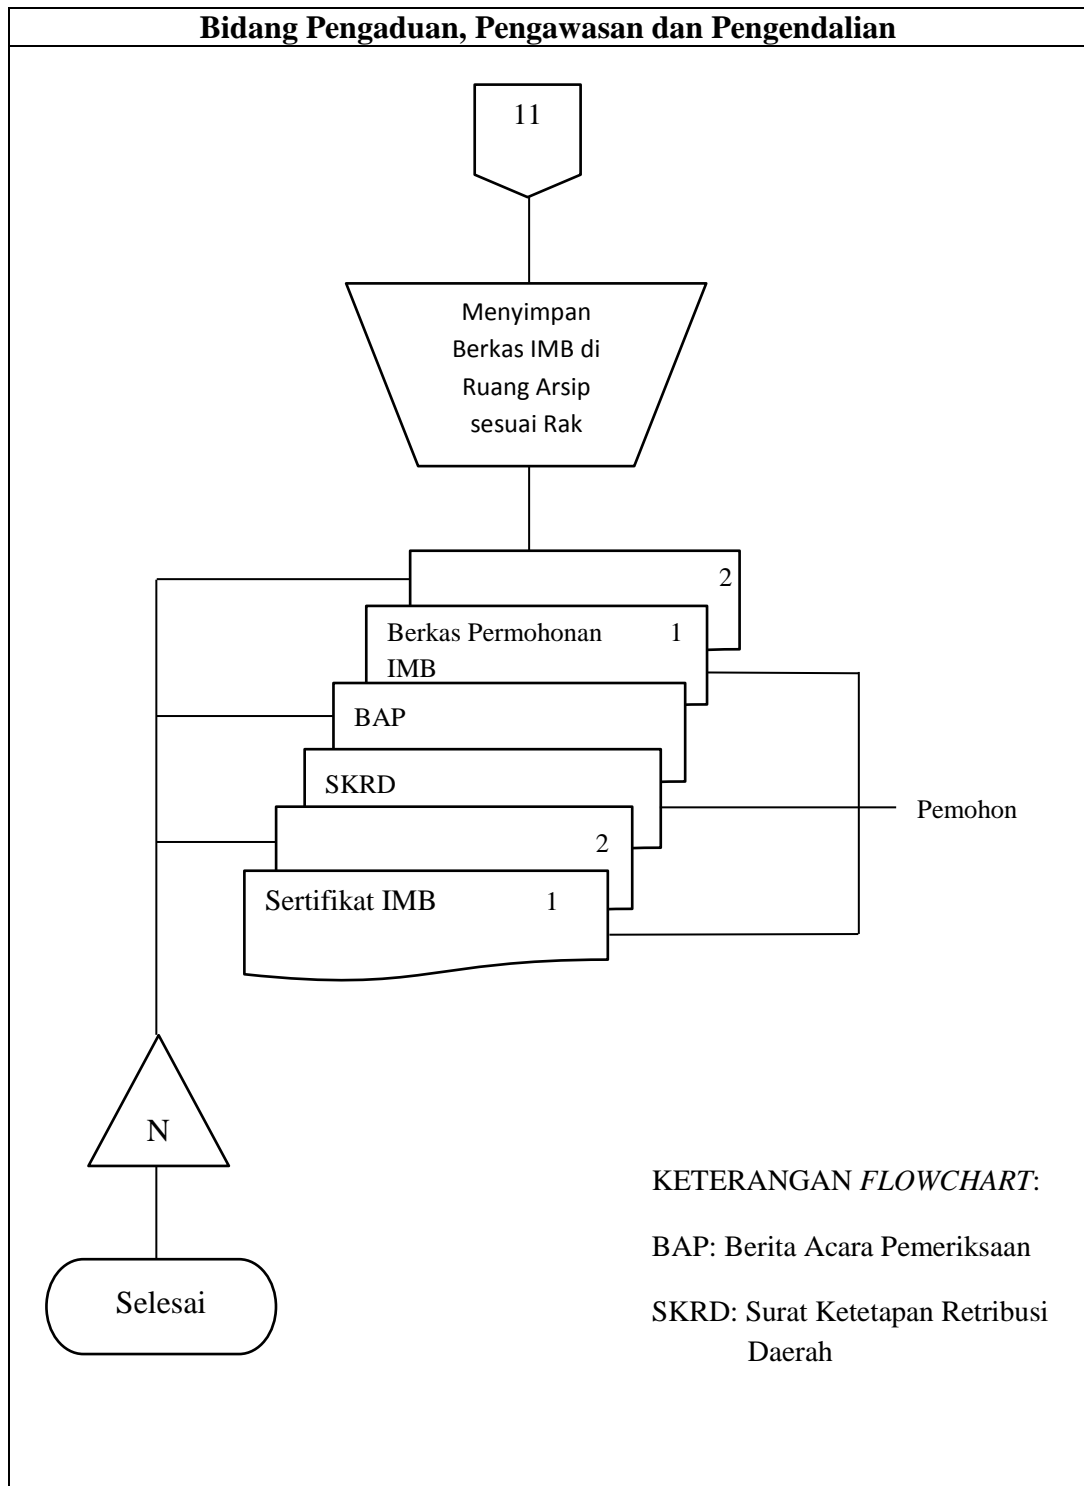 Bidang Pengaduan, Pengawasan dan Pengendalian
11
Menyimpan
Berkas IMB di
Ruang Arsip
sesuai Rak
2
Berkas Permohonan 1
IMB
BAP
SKRD
Pemohon
2
Sertifikat IMB 1
N
Selesai
KETERANGAN FLOWCHART:
BAP: Berita Acara Pemeriksaan
SKRD: Surat Ketetapan Retribusi
Daerah